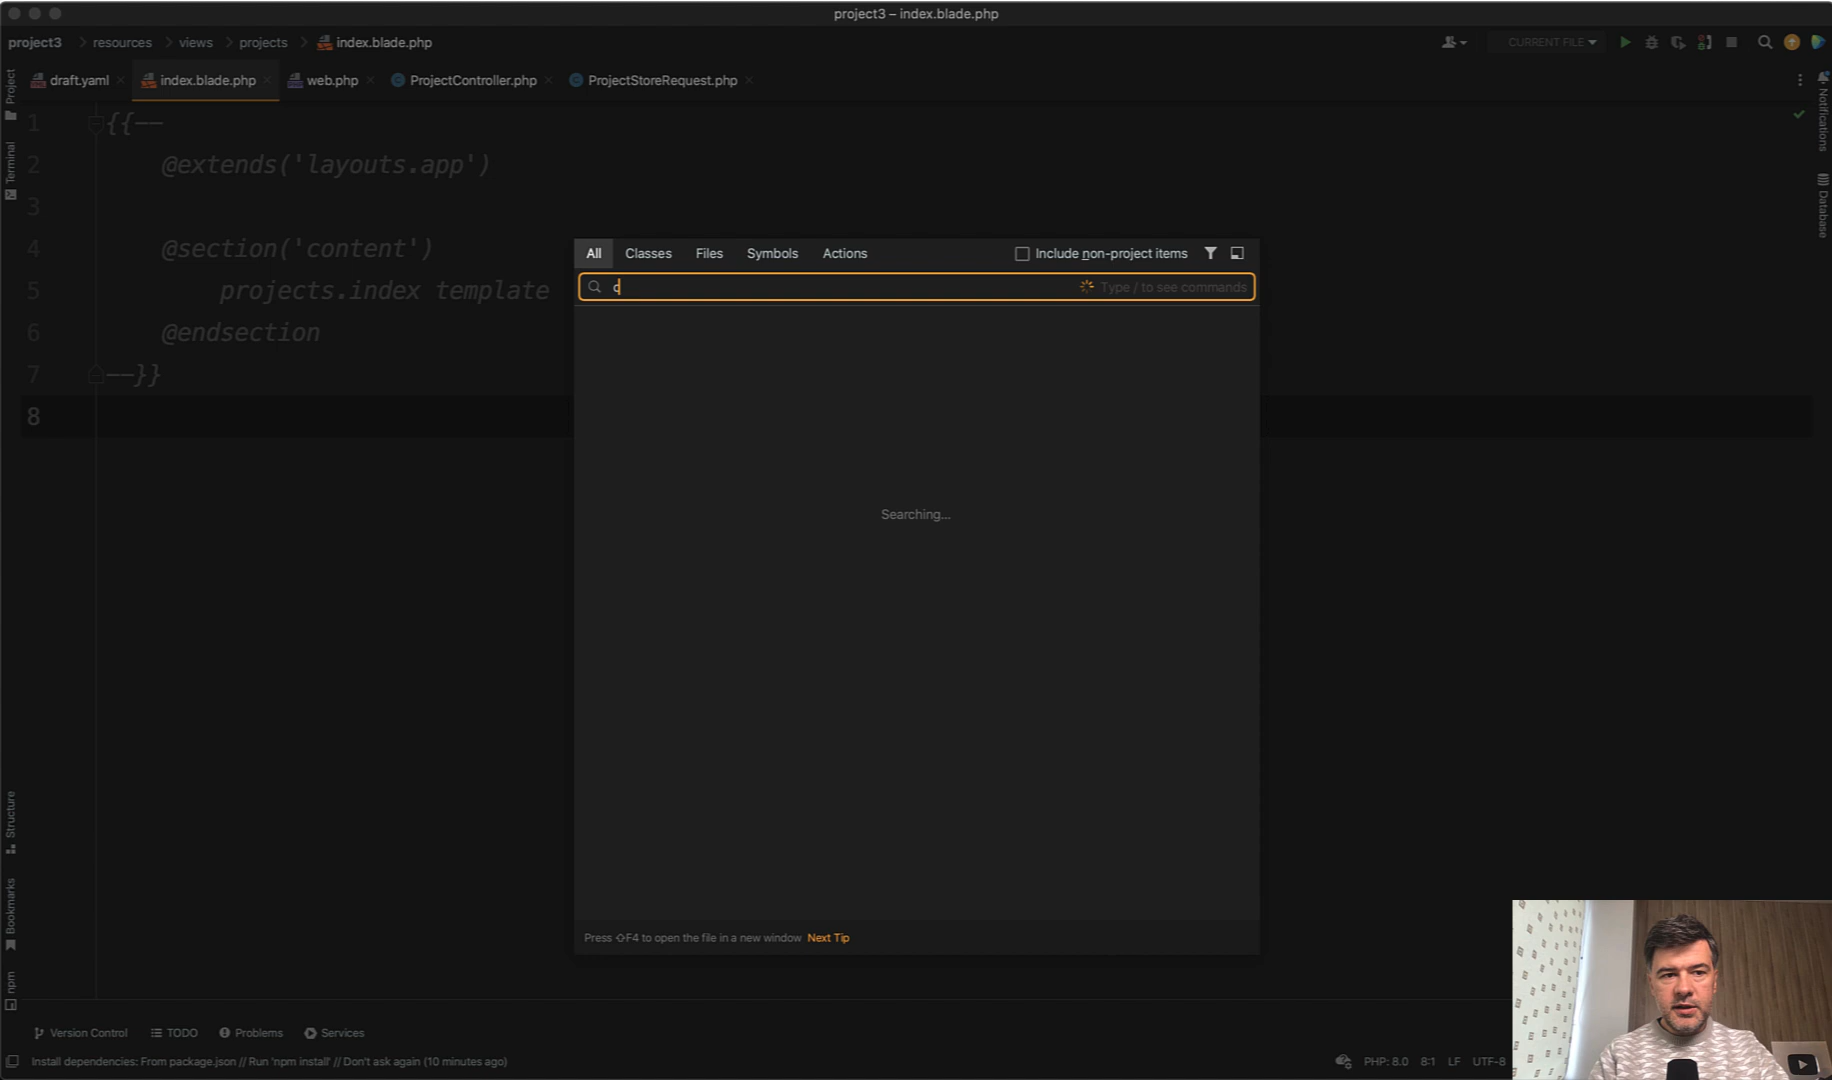 project3 – index.blade.php
project3 resources views projects index.blade.php CURRENT FILE
draft.yaml index.blade.php web.php ProjectController.php ProjectStoreRequest.php
Project
Terminal
Notifications
Database
1 {{--
2 @extends('layouts.app')
3
4 @section('content')
5 projects.index template
6 @endsection
7 --}}
8
All Classes Files Symbols Actions Include non-project items
c Type / to see commands
Searching...
Press ⇧F4 to open the file in a new window Next Tip
Structure
Bookmarks
npm
Version Control TODO Problems Services
Install dependencies: From package.json // Run 'npm install' // Don't ask again (10 minutes ago)
PHP: 8.0 8:1 LF UTF-8